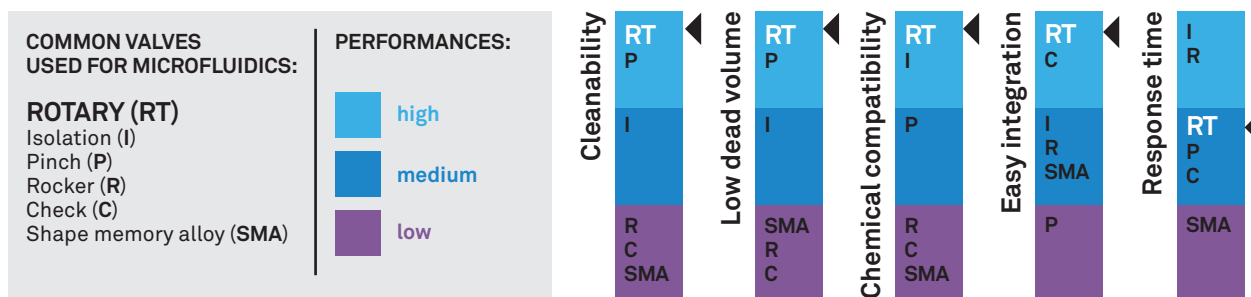 COMMON VALVES
USED FOR MICROFLUIDICS:
ROTARY (RT)
Isolation (I)
Pinch (P)
Rocker (R)
Check (C)
Shape memory alloy (SMA)
PERFORMANCES:
high
medium
low
Cleanability
RT
P
I
R
C
SMA
Low dead volume
RT
P
I
SMA
R
C
Chemical compatibility
RT
I
P
R
C
SMA
Easy integration
RT
C
I
R
SMA
P
Response time
I
R
RT
P
C
SMA